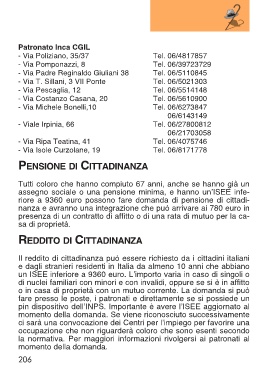 Patronato Inca CGIL
- Via Poliziano, 35/37 Tel. 06/4817857
- Via Pomponazzi, 8 Tel. 06/39723729
- Via Padre Reginaldo Giuliani 38 Tel. 06/5110845
- Via T. Sillani, 3 VII Ponte Tel. 06/5021303
- Via Pescaglia, 12 Tel. 06/5514148
- Via Costanzo Casana, 20 Tel. 06/5610900
- Via Michele Bonelli,10 Tel. 06/6273847
06/6143149
- Viale Irpinia, 66 Tel. 06/27800812
06/21703058
- Via Ripa Teatina, 41 Tel. 06/4075746
- Via Isole Curzolane, 19 Tel. 06/8171778
PENSIONE DI CITTADINANZA
Tutti coloro che hanno compiuto 67 anni, anche se hanno già un
assegno sociale o una pensione minima, e hanno un'ISEE infe-
riore a 9360 euro possono fare domanda di pensione di cittadi-
nanza e avranno una integrazione che può arrivare ai 780 euro in
presenza di un contratto di affitto o di una rata di mutuo per la ca-
sa di proprietà.
REDDITO DI CITTADINANZA
Il reddito di cittadinanza può essere richiesto da i cittadini italiani
e dagli stranieri residenti in Italia da almeno 10 anni che abbiano
un ISEE inferiore a 9360 euro. L'importo varia in caso di singoli o
di nuclei familiari con minori e con invalidi, oppure se si è in affitto
o in casa di proprietà con un mutuo corrente. La domanda si può
fare presso le poste, i patronati e direttamente se si possiede un
pin dispositivo dell'INPS. Importante è avere l'ISEE aggiornato al
momento della domanda. Se viene riconosciuto successivamente
ci sarà una convocazione dei Centri per l'impiego per favorire una
occupazione che non riguarderà coloro che sono esenti secondo
la normativa. Per maggiori informazioni rivolgersi ai patronati al
momento della domanda.
206